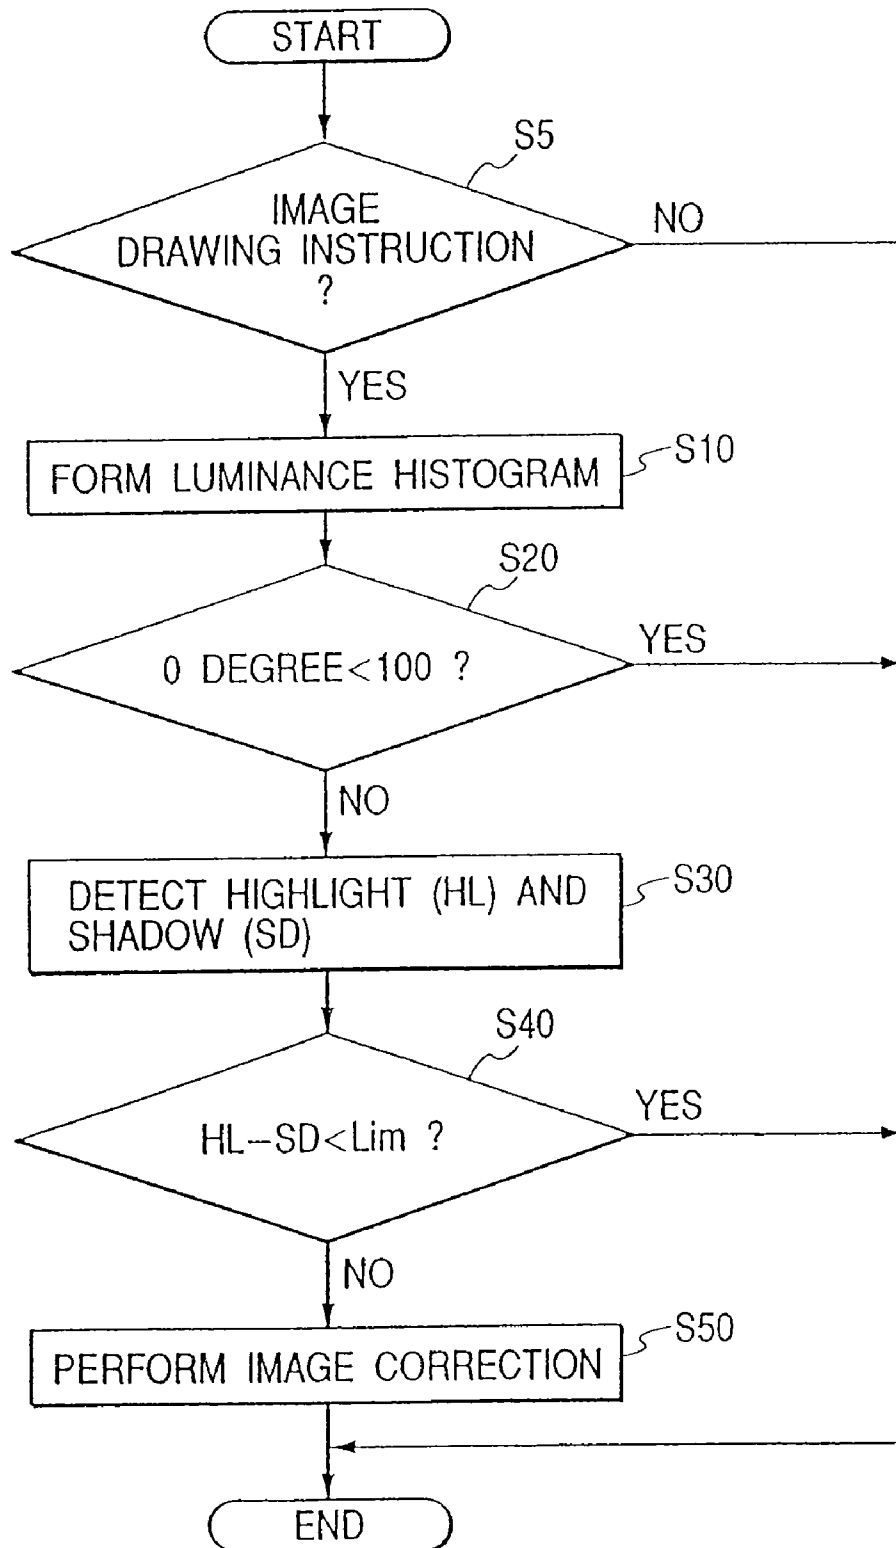 START
S5
IMAGE
DRAWING INSTRUCTION
?
NO
YES
FORM LUMINANCE HISTOGRAM
S10
S20
0 DEGREE<100 ?
YES
NO
DETECT HIGHLIGHT (HL) AND
SHADOW (SD)
S30
S40
HL-SD<Lim ?
YES
NO
S50
PERFORM IMAGE CORRECTION
END